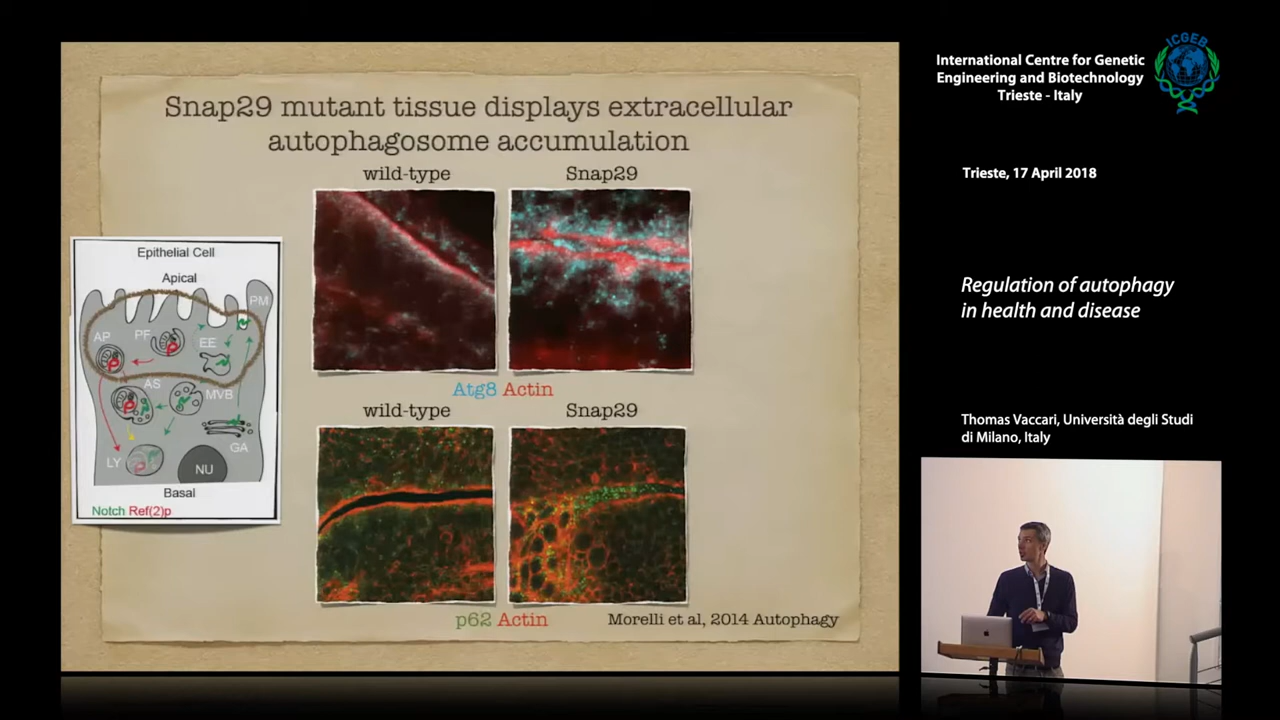 Snap29 mutant tissue displays extracellular
autophagosome accumulation
wild-type
Snap29
Epithelial Cell
Apical
PM
AP
PF
EE
AS
MVB
GA
LY
NU
Basal
Notch Ref(2)p
Atg8 Actin
wild-type
Snap29
p62 Actin
Morelli et al, 2014 Autophagy
International Centre for Genetic
Engineering and Biotechnology
Trieste - Italy
ICGEB
Trieste, 17 April 2018
Regulation of autophagy
in health and disease
Thomas Vaccari, Università degli Studi
di Milano, Italy